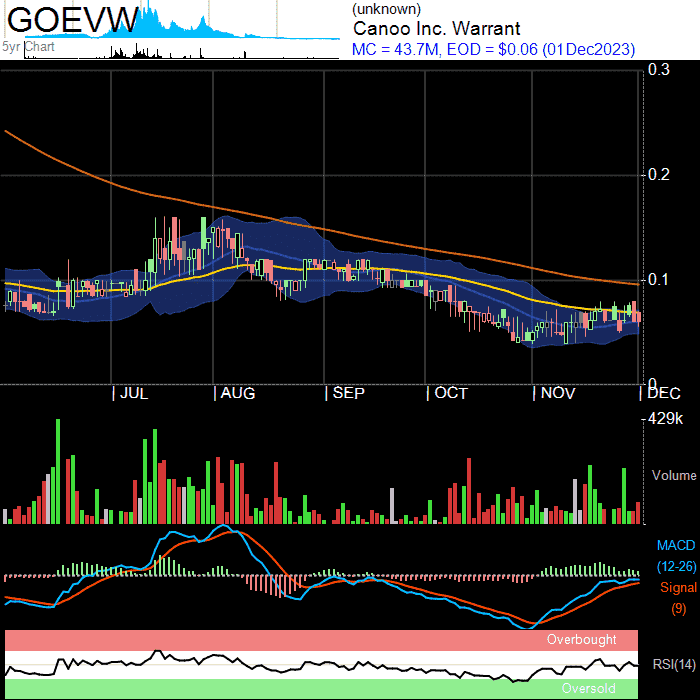 GOEVW
5yr Chart
(unknown)
Canoo Inc. Warrant
MC = 43.7M, EOD = $0.06 (01Dec2023)
0.3
0.2
0.1
0
JUL AUG SEP OCT NOV DEC
429k
Volume
MACD
(12-26)
Signal
(9)
Overbought
RSI(14)
Oversold